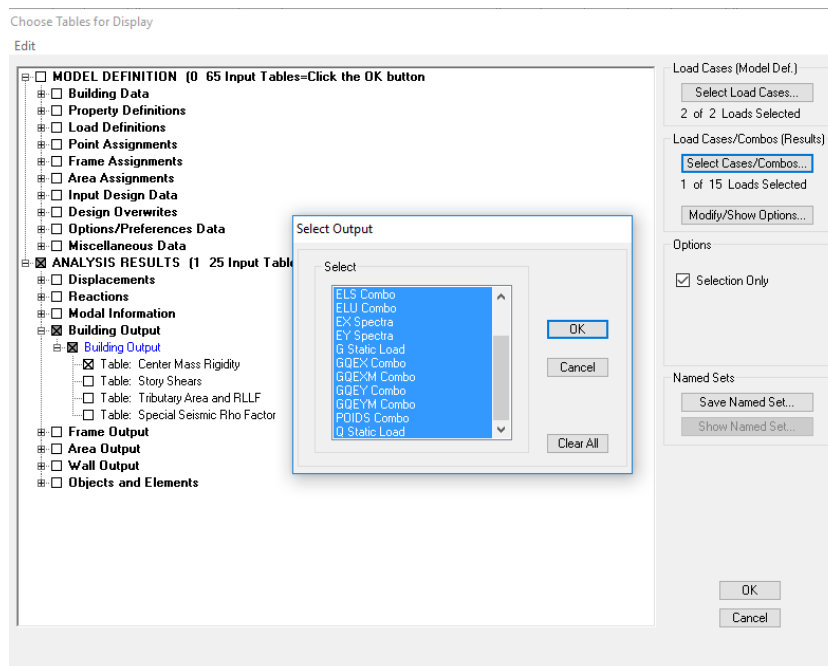 Choose Tables for Display
Edit
MODEL DEFINITION (0 65 Input Tables=Click the OK button
Building Data
Property Definitions
Load Definitions
Point Assignments
Frame Assignments
Area Assignments
Input Design Data
Design Overwrites
Options/Preferences Data
Miscellaneous Data
ANALYSIS RESULTS (1 25 Input Tabl
Displacements
Reactions
Modal Information
Building Output
Building Output
Table: Center Mass Rigidity
Table: Story Shears
Table: Tributary Area and RLLF
Table: Special Seismic Rho Factor
Frame Output
Area Output
Wall Output
Objects and Elements
Select Output
Select
ELS Combo
ELU Combo
EX Spectra
EY Spectra
G Static Load
GQEX Combo
GQEXM Combo
GQEY Combo
GQEYM Combo
POIDS Combo
Q Static Load
OK
Cancel
Clear All
Load Cases (Model Def.)
Select Load Cases...
2 of 2 Loads Selected
Load Cases/Combos (Results)
Select Cases/Combos...
1 of 15 Loads Selected
Modify/Show Options...
Options
Selection Only
Named Sets
Save Named Set...
Show Named Set...
OK
Cancel